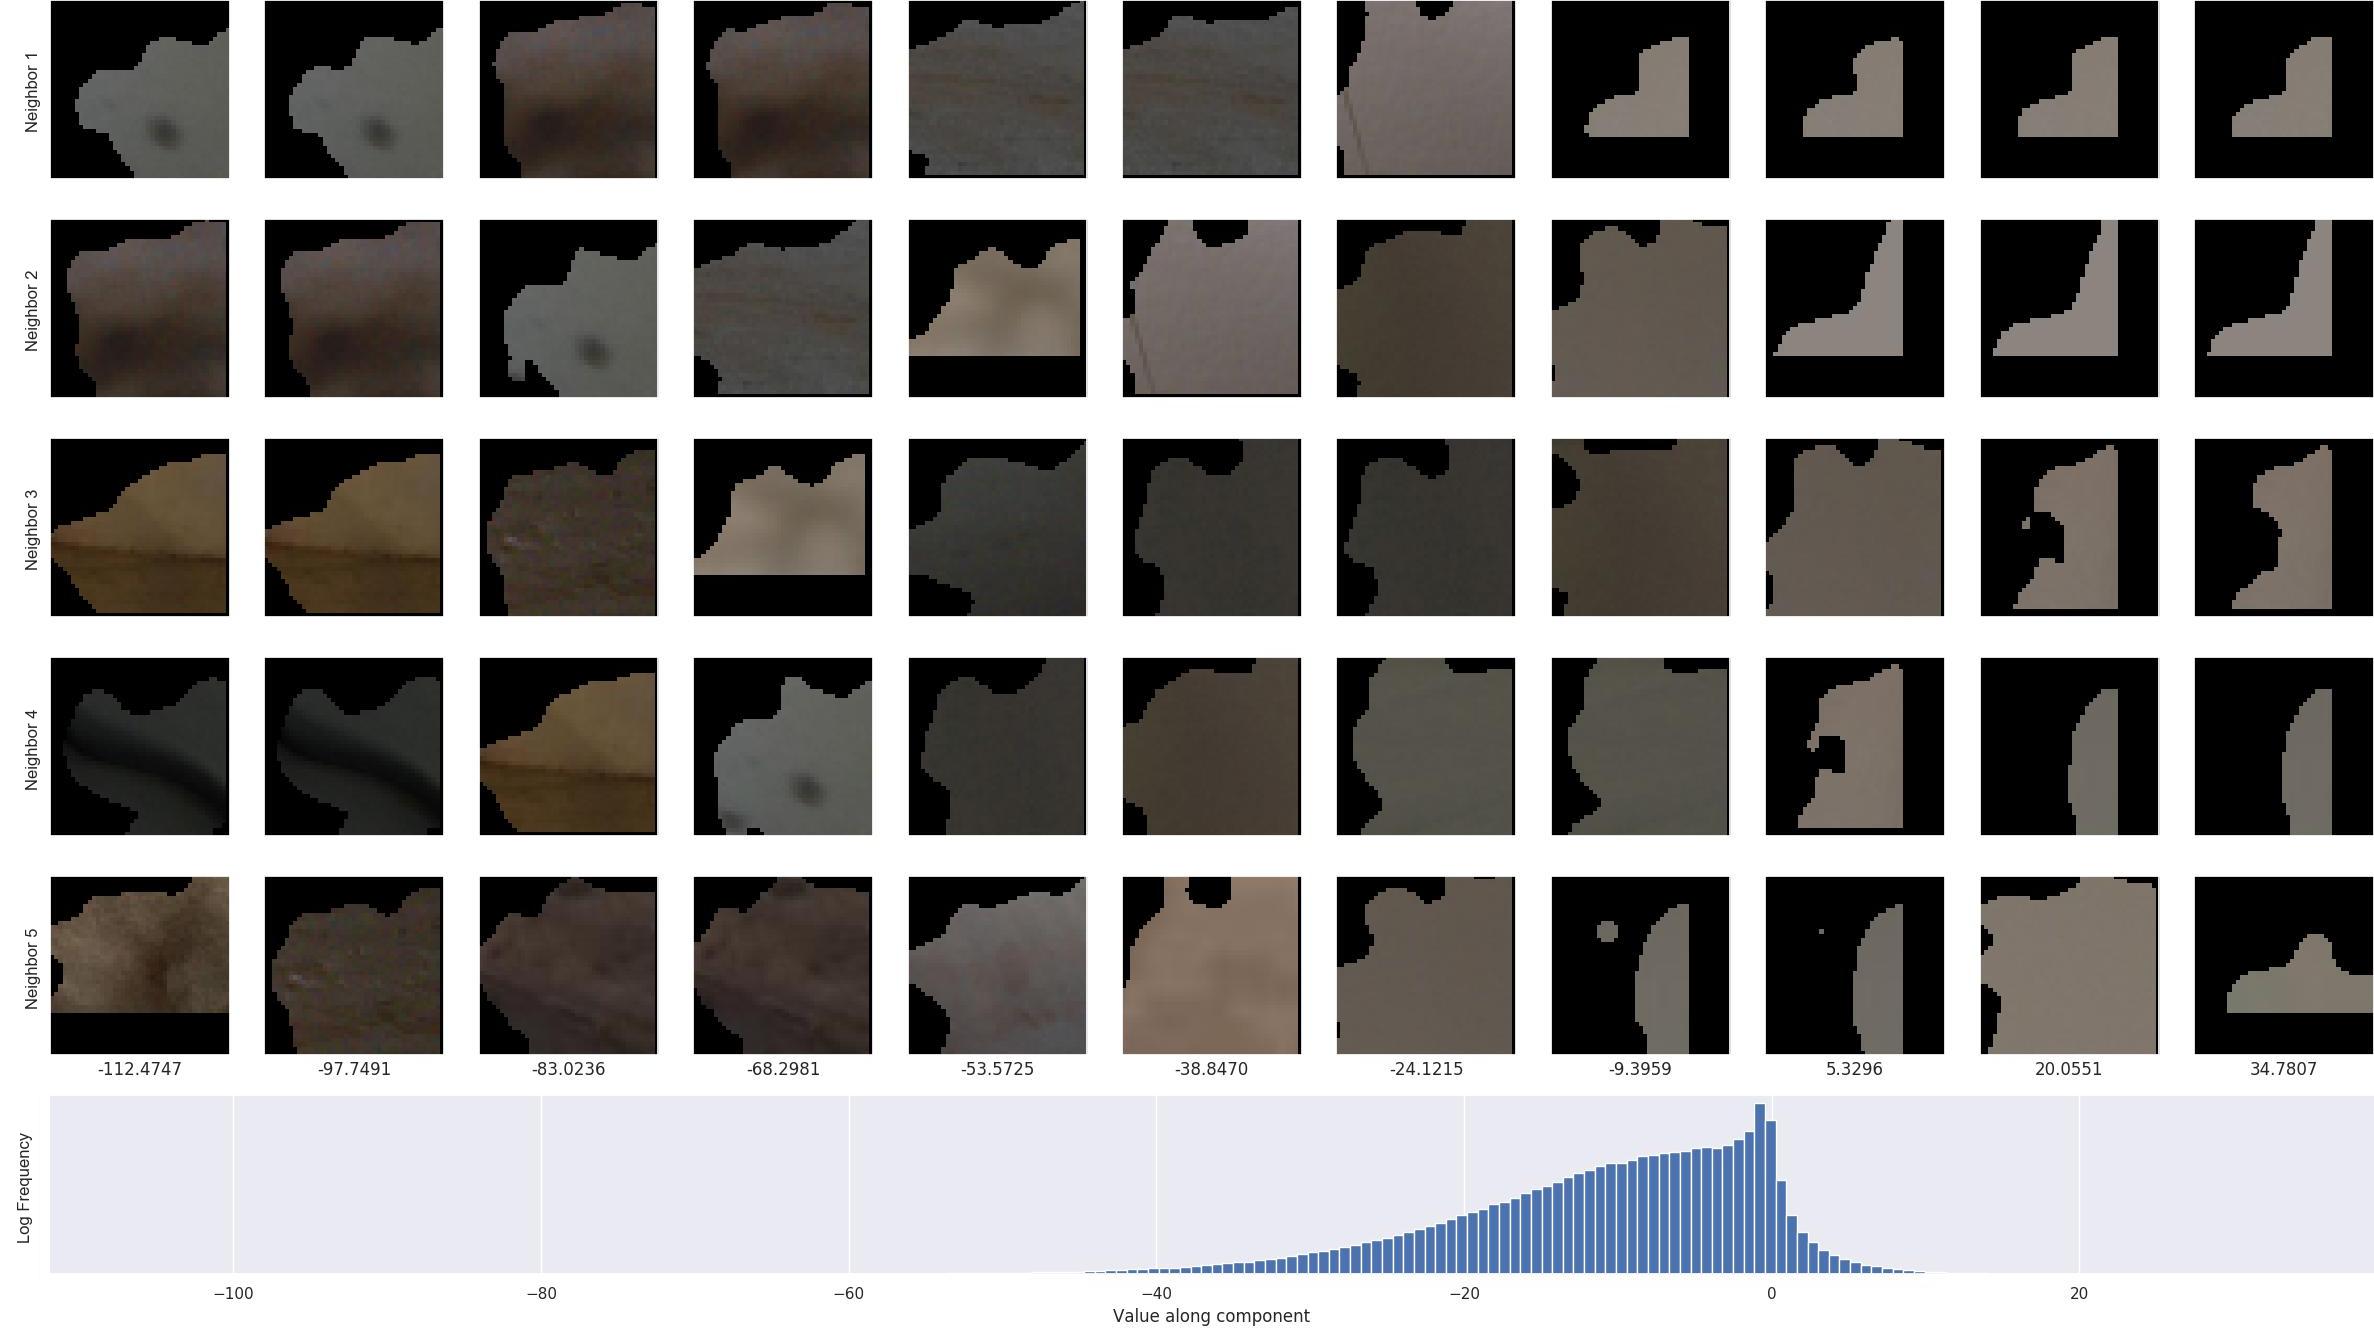 Neighbor 1
Neighbor 2
Neighbor 3
Neighbor 4
Neighbor 5
-112.4747 -97.7491 -83.0236 -68.2981 -53.5725 -38.8470 -24.1215 -9.3959 5.3296 20.0551 34.7807
Log Frequency
−100 −80 −60 −40 −20 0 20
Value along component